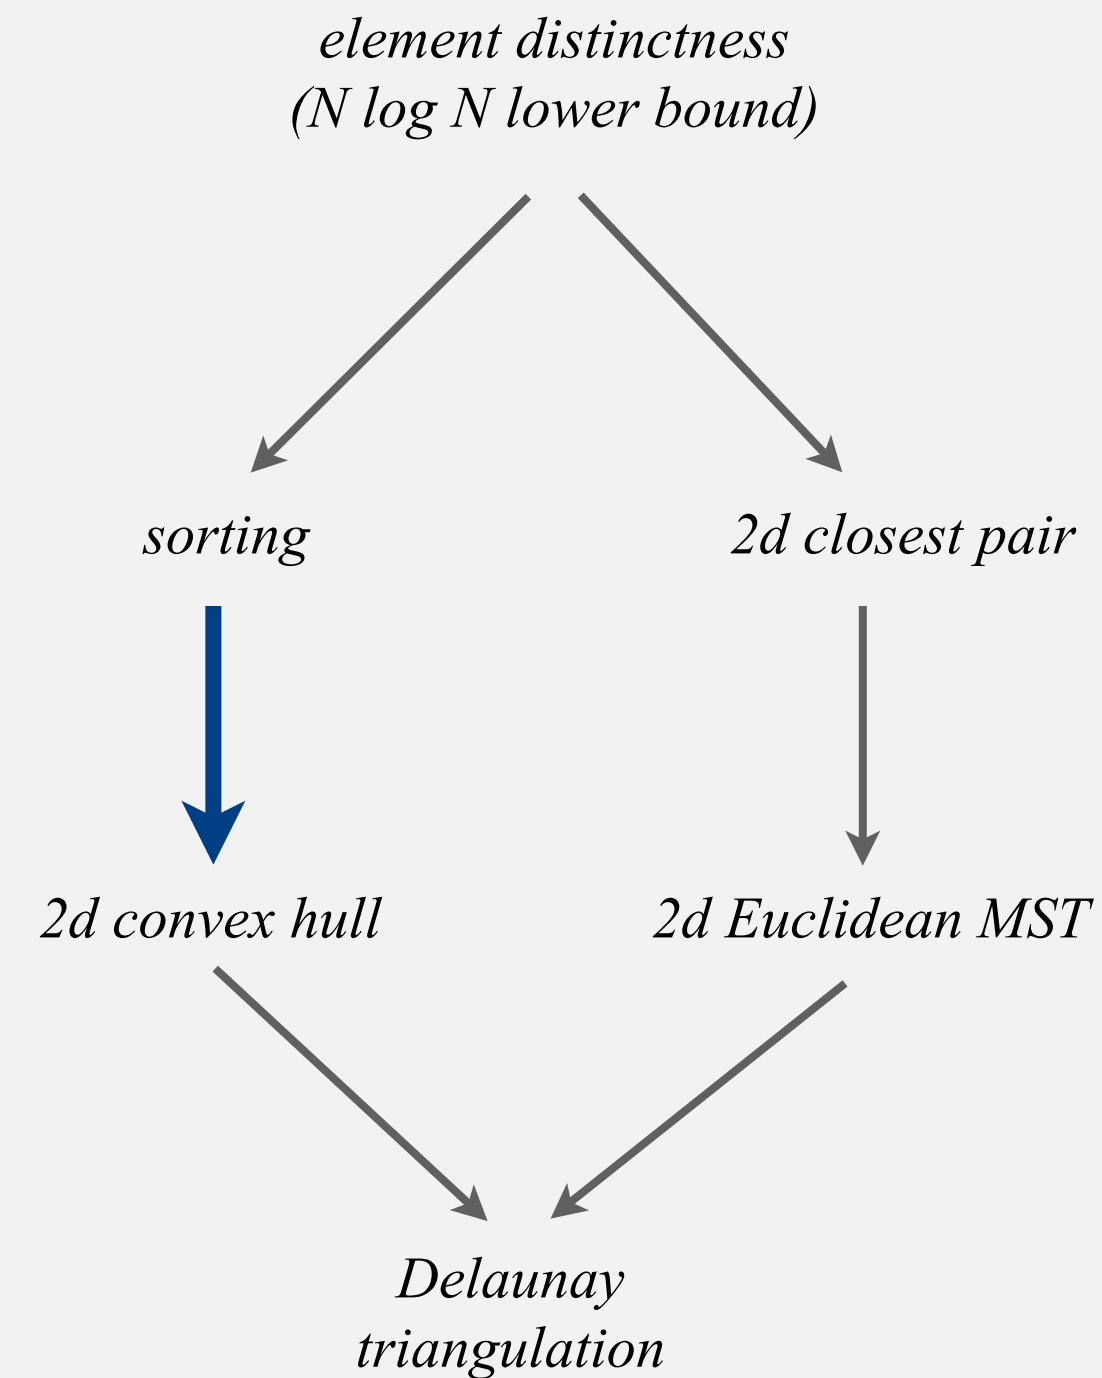 element distinctness
(N log N lower bound)
sorting
2d closest pair
2d convex hull
2d Euclidean MST
Delaunay
triangulation